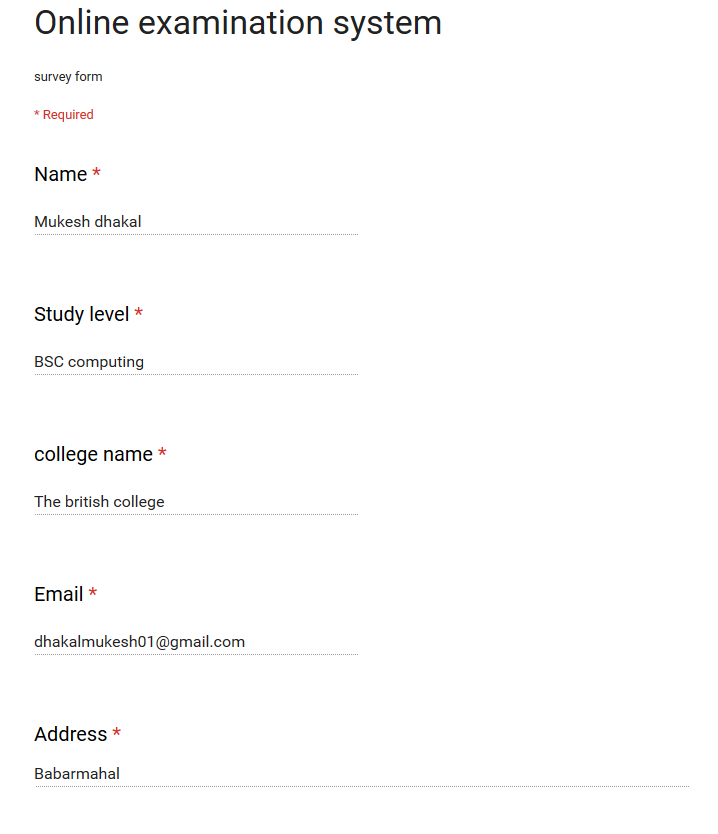 Online examination system
survey form
* Required
Name *
Mukesh dhakal
Study level *
BSC computing
college name *
The british college
Email *
dhakalmukesh01@gmail.com
Address *
Babarmahal